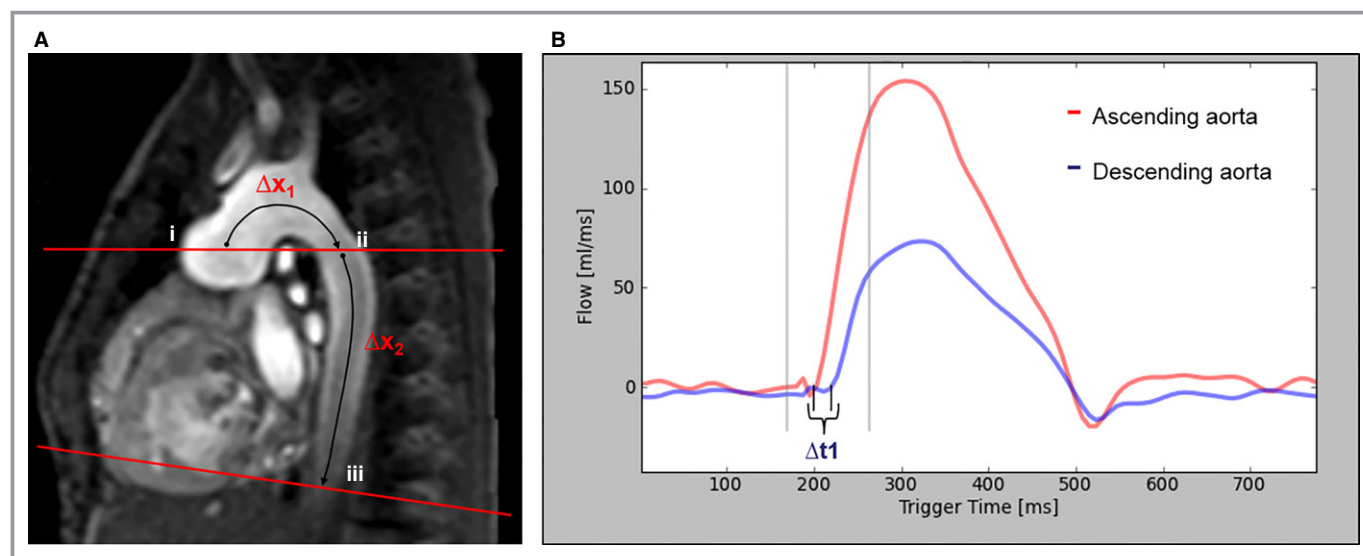 A
B
i
Δx1
ii
Δx2
iii
Flow [ml/ms]
150
100
50
0
Ascending aorta
Descending aorta
Δt1
100 200 300 400 500 600 700
Trigger Time [ms]